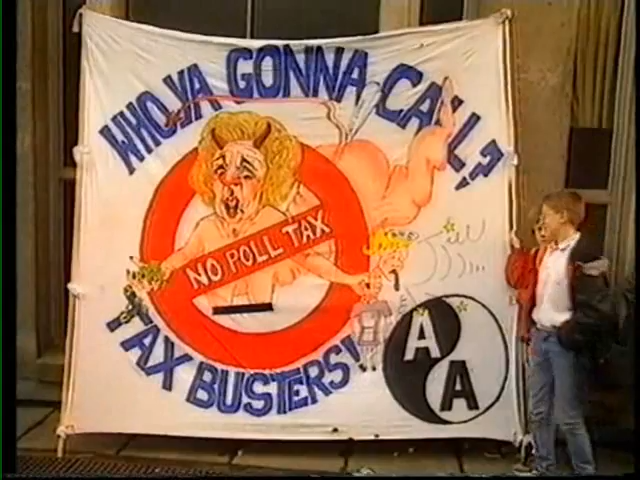 WHO YA GONNA CALL?
NO POLL TAX
TAX BUSTERS!
A
A